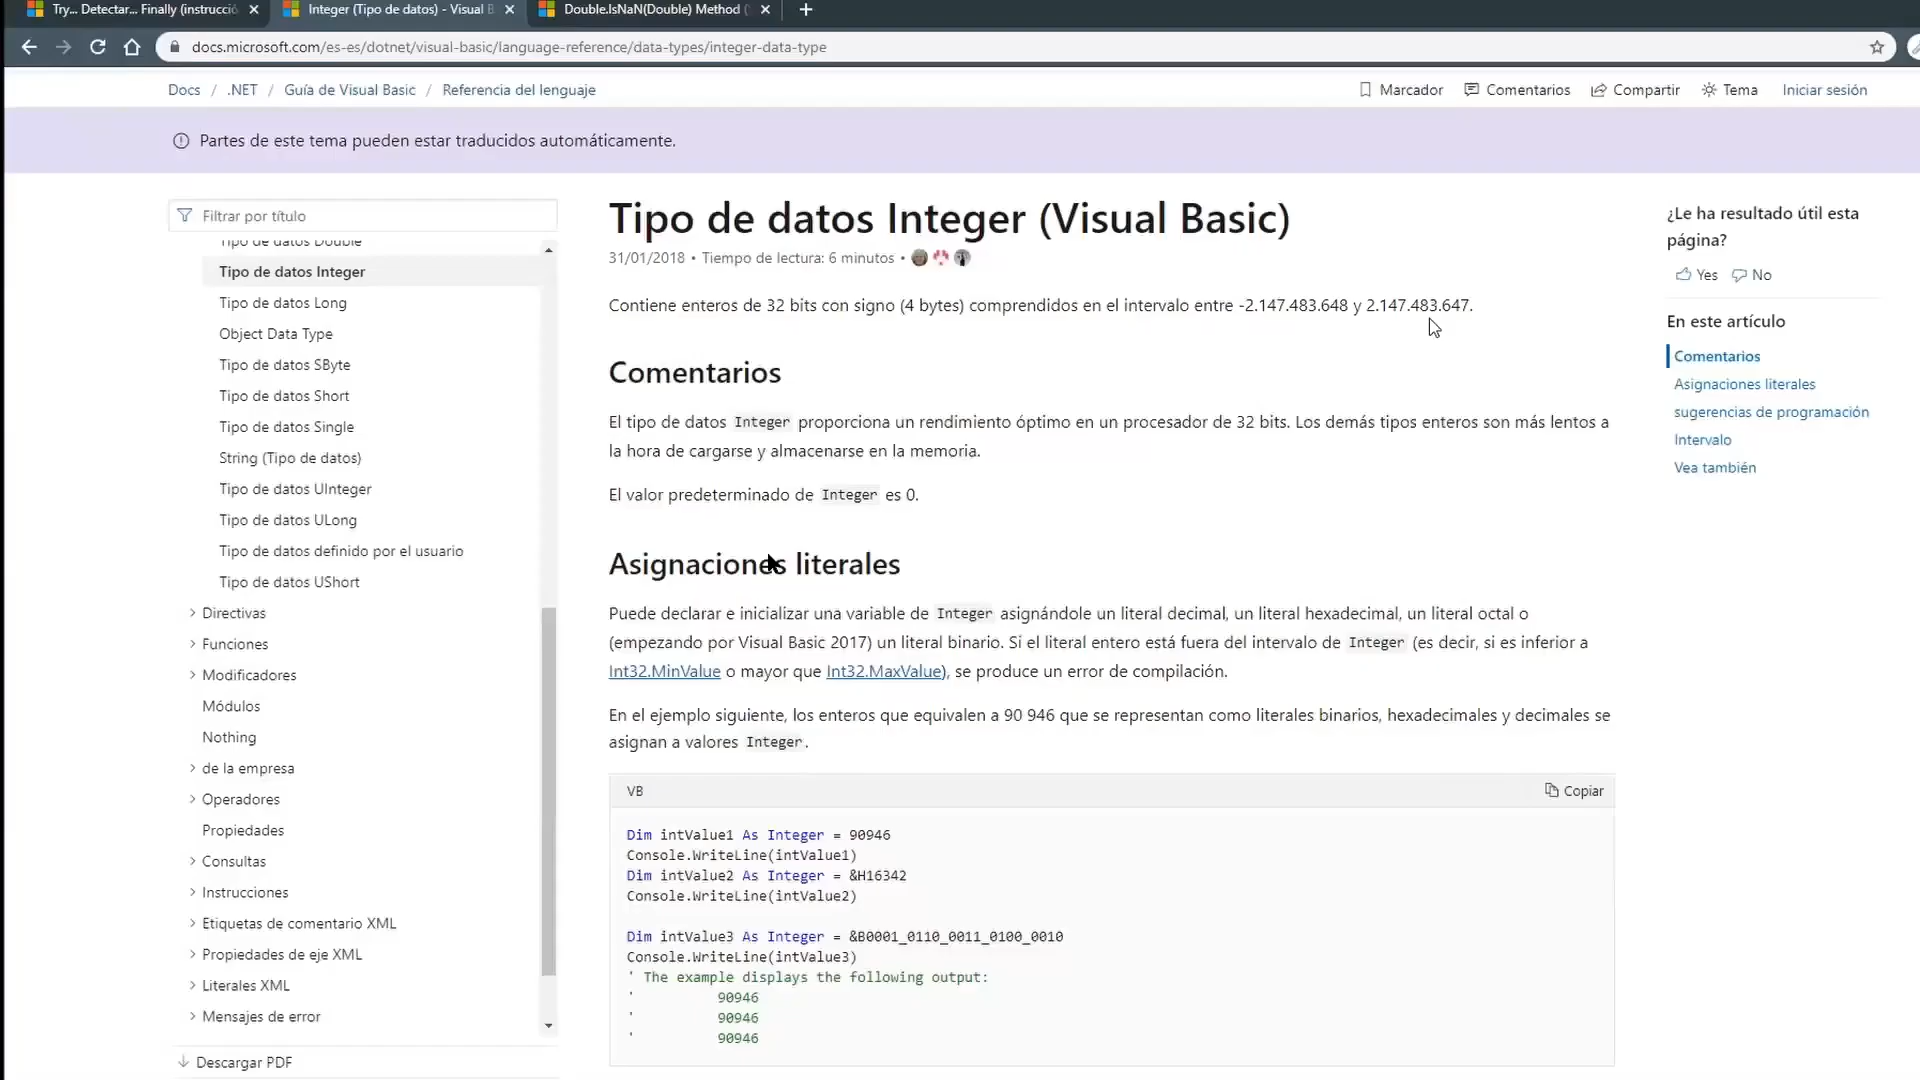 Try... Detectar... Finally (instrucció
Integer (Tipo de datos) - Visual B
Double.IsNaN(Double) Method (
docs.microsoft.com/es-es/dotnet/visual-basic/language-reference/data-types/integer-data-type
Docs / .NET / Guía de Visual Basic / Referencia del lenguaje
Marcador Comentarios Compartir Tema Iniciar sesión
Partes de este tema pueden estar traducidos automáticamente.
Filtrar por título
Tipo de datos Double
Tipo de datos Integer
Tipo de datos Long
Object Data Type
Tipo de datos SByte
Tipo de datos Short
Tipo de datos Single
String (Tipo de datos)
Tipo de datos UInteger
Tipo de datos ULong
Tipo de datos definido por el usuario
Tipo de datos UShort
Directivas
Funciones
Modificadores
Módulos
Nothing
de la empresa
Operadores
Propiedades
Consultas
Instrucciones
Etiquetas de comentario XML
Propiedades de eje XML
Literales XML
Mensajes de error
Descargar PDF
Tipo de datos Integer (Visual Basic)
31/01/2018 • Tiempo de lectura: 6 minutos •
Contiene enteros de 32 bits con signo (4 bytes) comprendidos en el intervalo entre -2.147.483.648 y 2.147.483.647.
Comentarios
El tipo de datos Integer proporciona un rendimiento óptimo en un procesador de 32 bits. Los demás tipos enteros son más lentos a
la hora de cargarse y almacenarse en la memoria.
El valor predeterminado de Integer es 0.
Asignaciones literales
Puede declarar e inicializar una variable de Integer asignándole un literal decimal, un literal hexadecimal, un literal octal o
(empezando por Visual Basic 2017) un literal binario. Si el literal entero está fuera del intervalo de Integer (es decir, si es inferior a
Int32.MinValue o mayor que Int32.MaxValue), se produce un error de compilación.
En el ejemplo siguiente, los enteros que equivalen a 90 946 que se representan como literales binarios, hexadecimales y decimales se
asignan a valores Integer.
VB
Copiar
Dim intValue1 As Integer = 90946
Console.WriteLine(intValue1)
Dim intValue2 As Integer = &H16342
Console.WriteLine(intValue2)
Dim intValue3 As Integer = &B0001_0110_0011_0100_0010
Console.WriteLine(intValue3)
' The example displays the following output:
' 90946
' 90946
' 90946
¿Le ha resultado útil esta
página?
Yes No
En este artículo
Comentarios
Asignaciones literales
sugerencias de programación
Intervalo
Vea también